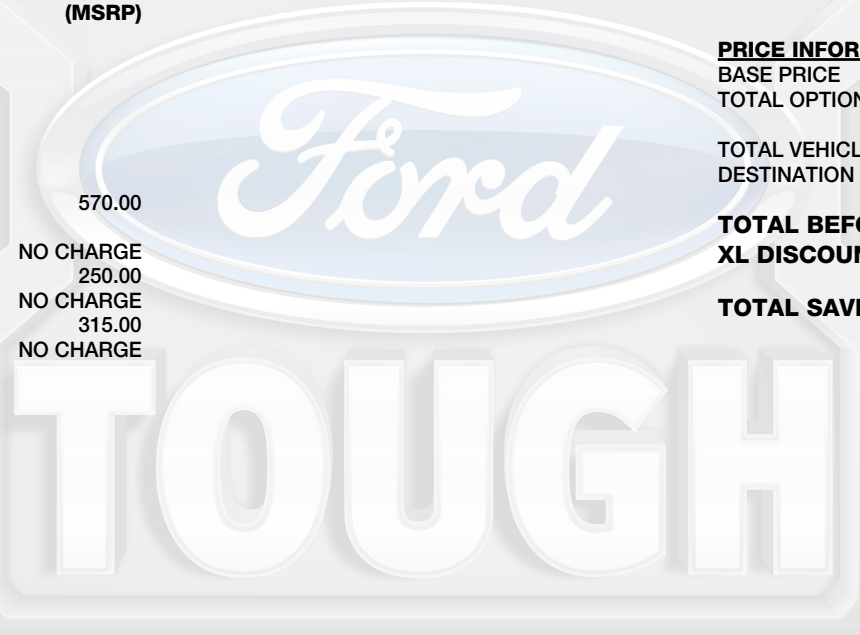 (MSRP)
570.00
NO CHARGE
250.00
NO CHARGE
315.00
NO CHARGE
PRICE INFOR
BASE PRICE
TOTAL OPTION
TOTAL VEHICL
DESTINATION
TOTAL BEFO
XL DISCOUN
TOTAL SAVI
Ford
TOUGH